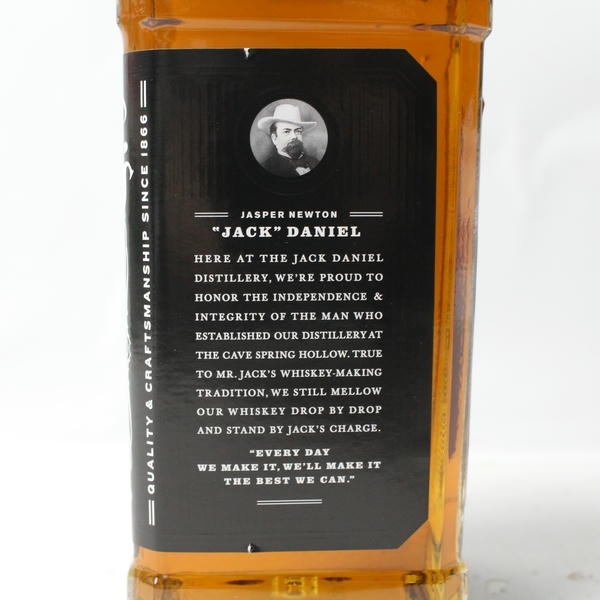 QUALITY & CRAFTSMANSHIP SINCE 1866
JASPER NEWTON
"JACK" DANIEL
HERE AT THE JACK DANIEL
DISTILLERY, WE'RE PROUD TO
HONOR THE INDEPENDENCE &
INTEGRITY OF THE MAN WHO
ESTABLISHED OUR DISTILLERY AT
THE CAVE SPRING HOLLOW. TRUE
TO MR. JACK'S WHISKEY-MAKING
TRADITION, WE STILL MELLOW
OUR WHISKEY DROP BY DROP
AND STAND BY JACK'S CHARGE.
"EVERY DAY
WE MAKE IT, WE'LL MAKE IT
THE BEST WE CAN."